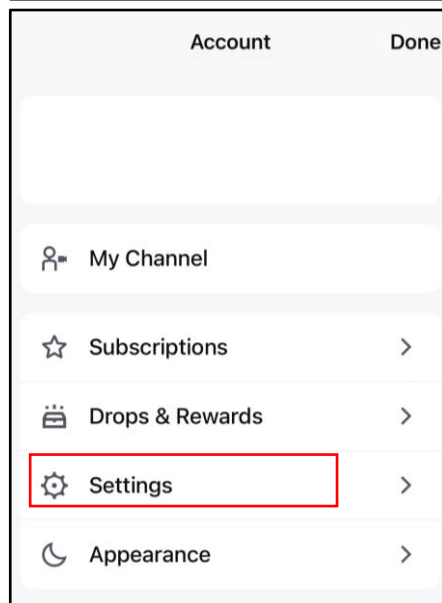 Account Done
My Channel
Subscriptions
Drops & Rewards
Settings
Appearance